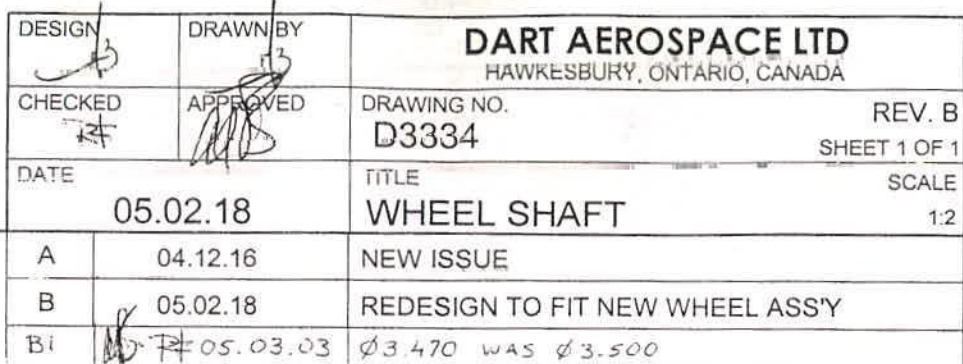 DESIGN DRAWN BY DART AEROSPACE LTD
HAWKESBURY, ONTARIO, CANADA
CHECKED APPROVED DRAWING NO. REV. B
D3334 SHEET 1 OF 1
DATE TITLE SCALE
05.02.18 WHEEL SHAFT 1:2
A 04.12.16 NEW ISSUE
B 05.02.18 REDESIGN TO FIT NEW WHEEL ASS'Y
Bi 05.03.03 Ø3.470 WAS Ø3.500